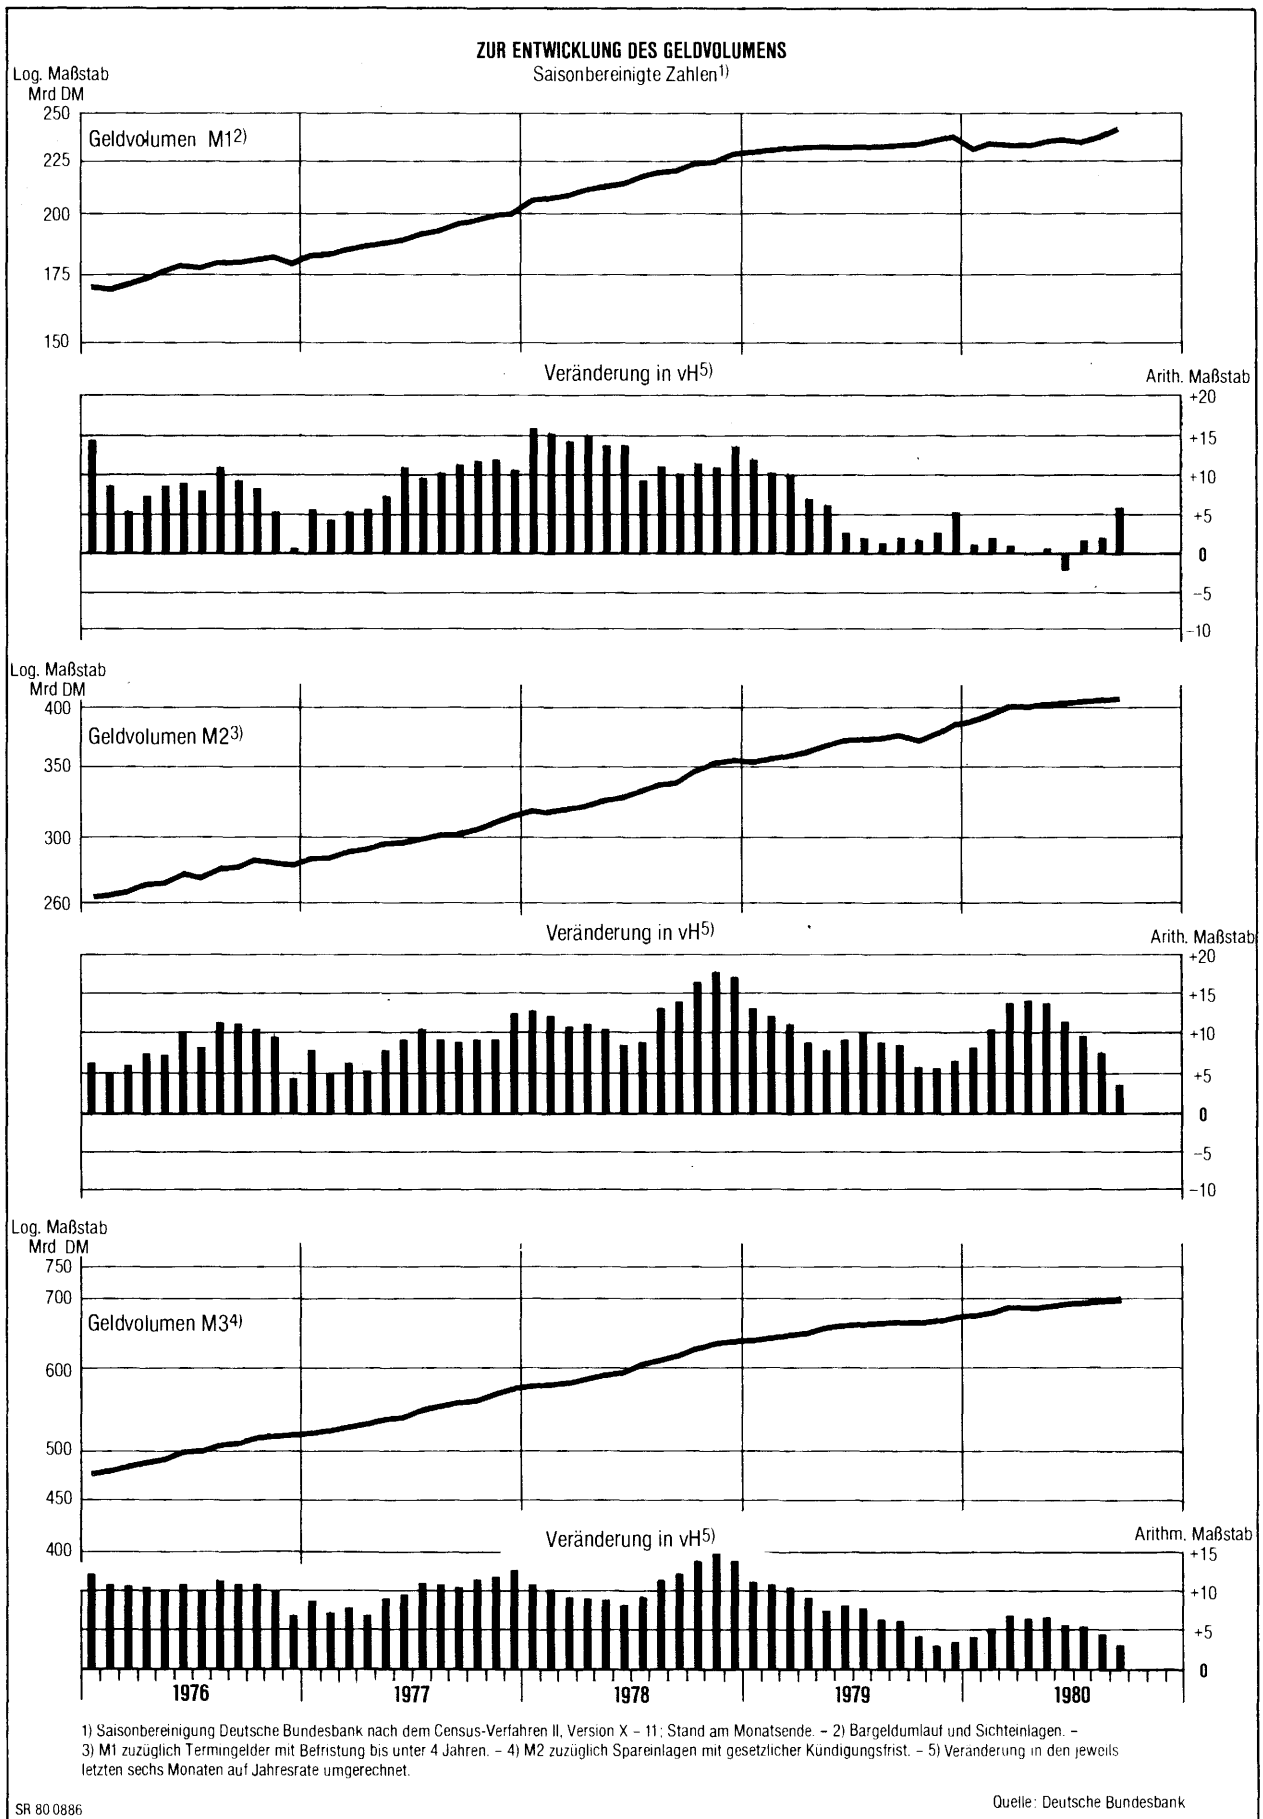 ZUR ENTWICKLUNG DES GELDVOLUMENS
Saisonbereinigte Zahlen1)
Log. Maßstab
Mrd DM
250
225
200
175
150
Geldvolumen M12)
Veränderung in vH5)
Arith. Maßstab
+20
+15
+10
+5
0
−5
−10
Log. Maßstab
Mrd DM
400
350
300
260
Geldvolumen M23)
Veränderung in vH5)
Arith. Maßstab
+20
+15
+10
+5
0
−5
−10
Log. Maßstab
Mrd DM
750
700
600
500
450
400
Geldvolumen M34)
Veränderung in vH5)
Arithm. Maßstab
+15
+10
+5
0
1976 1977 1978 1979 1980
1) Saisonbereinigung Deutsche Bundesbank nach dem Census-Verfahren II, Version X – 11; Stand am Monatsende. – 2) Bargeldumlauf und Sichteinlagen. –
3) M1 zuzüglich Termingelder mit Befristung bis unter 4 Jahren. – 4) M2 zuzüglich Spareinlagen mit gesetzlicher Kündigungsfrist. – 5) Veränderung in den jeweils
letzten sechs Monaten auf Jahresrate umgerechnet.
SR 80 0886
Quelle: Deutsche Bundesbank